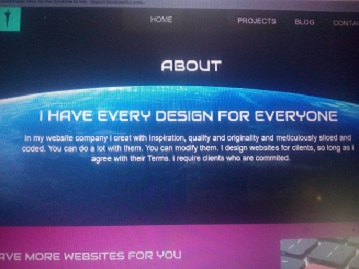 HOME
PROJECTS
BLOG
CONTA
ABOUT
I HAVE EVERY DESIGN FOR EVERYONE
In my website company I creat with Inspiration, quality and originality and meticulously sliced and
coded. You can do a lot with them. You can modify them. I design websites for clients, so long as I
agree with their Terms. I require clients who are commited.
AVE MORE WEBSITES FOR YOU